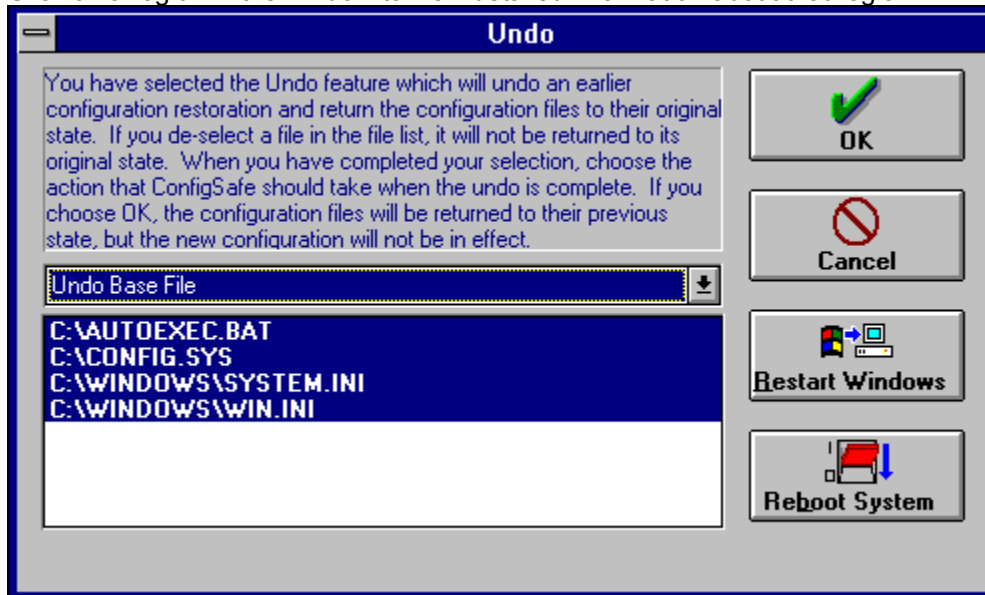 Undo
You have selected the Undo feature which will undo an earlier
configuration restoration and return the configuration files to their original
state. If you de-select a file in the file list, it will not be returned to its
original state. When you have completed your selection, choose the
action that ConfigSafe should take when the undo is complete. If you
choose OK, the configuration files will be returned to their previous
state, but the new configuration will not be in effect.
Undo Base File
C:\AUTOEXEC.BAT
C:\CONFIG.SYS
C:\WINDOWS\SYSTEM.INI
C:\WINDOWS\WIN.INI
OK
Cancel
Restart Windows
Reboot System